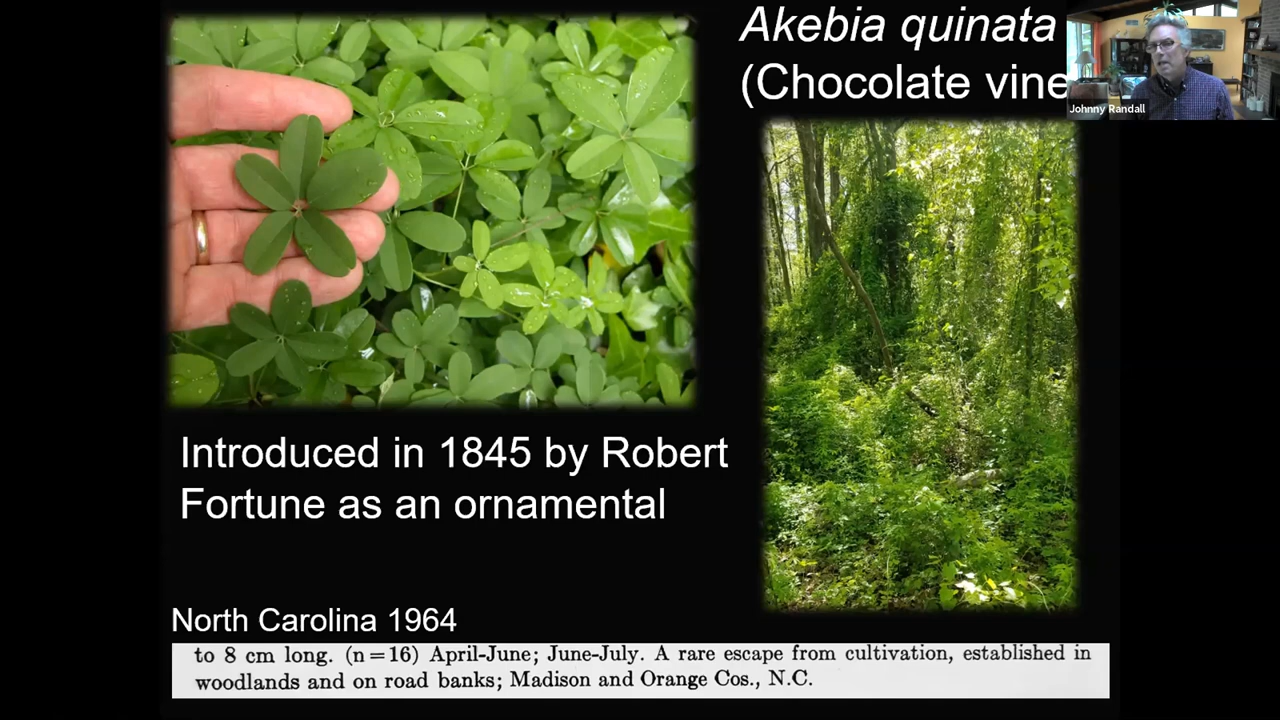 Akebia quinata
(Chocolate vine
Johnny Randall
Introduced in 1845 by Robert
Fortune as an ornamental
North Carolina 1964
to 8 cm long. (n=16) April-June; June-July. A rare escape from cultivation, established in
woodlands and on road banks; Madison and Orange Cos., N.C.